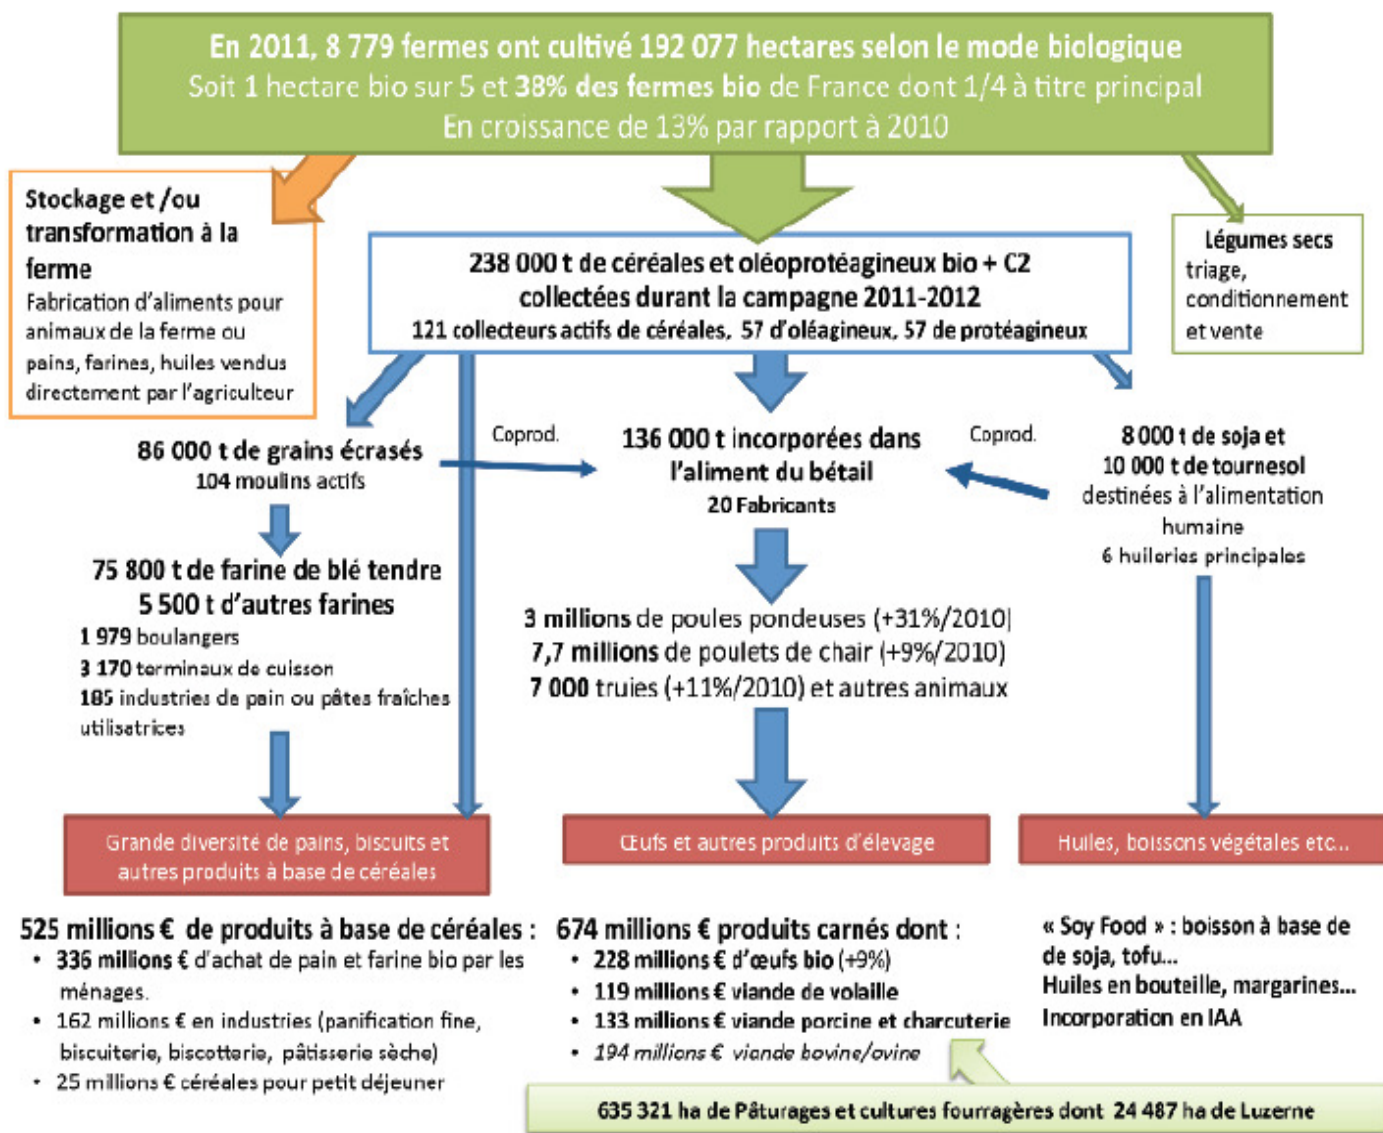 En 2011, 8 779 fermes ont cultivé 192 077 hectares selon le mode biologique
Soit 1 hectare bio sur 5 et 38% des fermes bio de France dont 1/4 à titre principal
En croissance de 13% par rapport à 2010
Stockage et /ou
transformation à la
ferme
Fabrication d'aliments pour
animaux de la ferme ou
pains, farines, huiles vendus
directement par l'agriculteur
238 000 t de céréales et oléoprotéagineux bio + C2
collectées durant la campagne 2011-2012
121 collecteurs actifs de céréales, 57 d'oléagineux, 57 de protéagineux
Légumes secs
triage,
conditionnement
et vente
86 000 t de grains écrasés
104 moulins actifs
Coprod.
136 000 t incorporées dans
l'aliment du bétail
20 Fabricants
Coprod.
8 000 t de soja et
10 000 t de tournesol
destinées à l'alimentation
humaine
6 huileries principales
75 800 t de farine de blé tendre
5 500 t d'autres farines
1 979 boulangers
3 170 terminaux de cuisson
185 industries de pain ou pâtes fraîches
utilisatrices
3 millions de poules pondeuses (+31%/2010)
7,7 millions de poulets de chair (+9%/2010)
7 000 truies (+11%/2010) et autres animaux
Grande diversité de pains, biscuits et
autres produits à base de céréales
Œufs et autres produits d'élevage
Huiles, boissons végétales etc...
525 millions € de produits à base de céréales :
• 336 millions € d'achat de pain et farine bio par les
ménages.
• 162 millions € en industries (panification fine,
biscuiterie, biscotterie, pâtisserie sèche)
• 25 millions € céréales pour petit déjeuner
674 millions € produits carnés dont :
• 228 millions € d'œufs bio (+9%)
• 119 millions € viande de volaille
• 133 millions € viande porcine et charcuterie
• 194 millions € viande bovine/ovine
« Soy Food » : boisson à base de
de soja, tofu...
Huiles en bouteille, margarines...
Incorporation en IAA
635 321 ha de Pâturages et cultures fourragères dont 24 487 ha de Luzerne